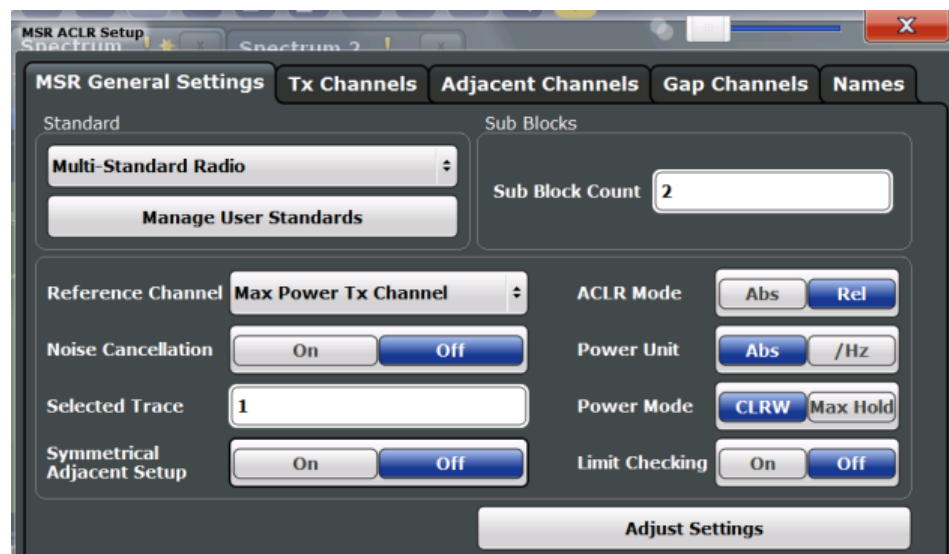 MSR ACLR Setup
Spectrum
Spectrum 2
MSR General Settings
Tx Channels
Adjacent Channels
Gap Channels
Names
Standard
Multi-Standard Radio
Manage User Standards
Sub Blocks
Sub Block Count 2
Reference Channel Max Power Tx Channel
Noise Cancellation On Off
Selected Trace 1
Symmetrical
Adjacent Setup On Off
ACLR Mode Abs Rel
Power Unit Abs /Hz
Power Mode CLRW Max Hold
Limit Checking On Off
Adjust Settings